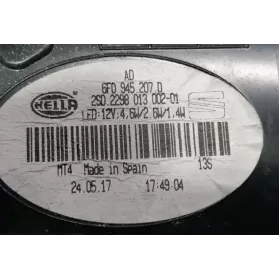 AD
6F0 945 207 D
2SD.2298 013 002-01
HELLA
LED-12V.4,6W/2.6W/1.4W
MT4 Made in Spain
13S
24.05.17 17:49:04